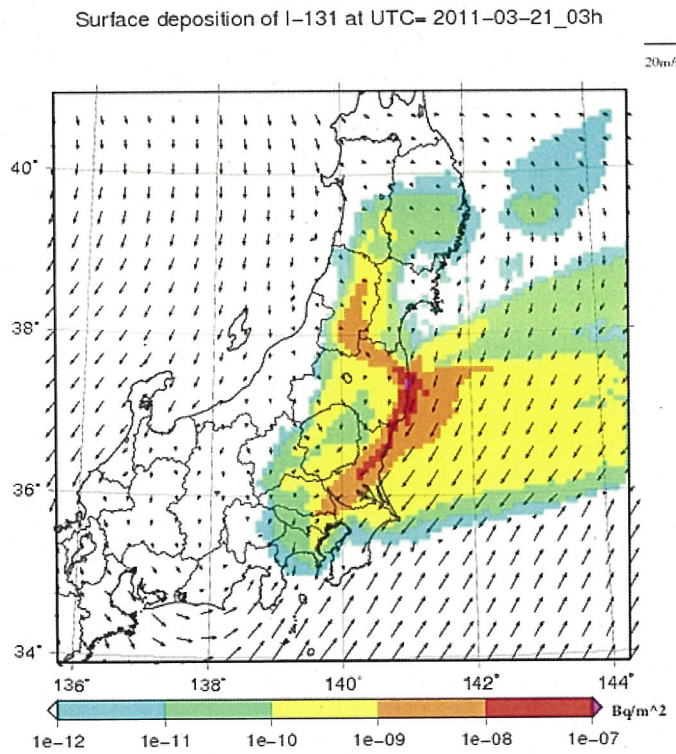 Surface deposition of I-131 at UTC= 2011-03-21_03h
20m/
40°
38°
36°
34°
136° 138° 140° 142° 144°
Bq/m^2
1e-12 1e-11 1e-10 1e-09 1e-08 1e-07